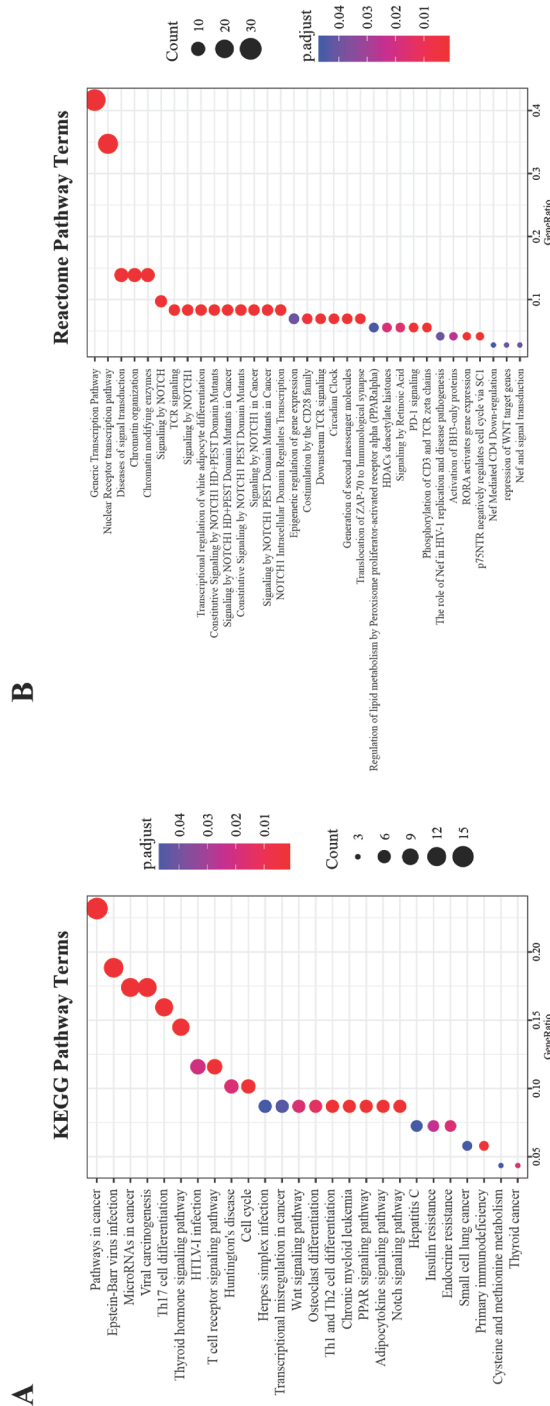 A
KEGG Pathway Terms
Pathways in cancer
Epstein-Barr virus infection
MicroRNAs in cancer
Viral carcinogenesis
Th17 cell differentiation
Thyroid hormone signaling pathway
HTLV-I infection
T cell receptor signaling pathway
Huntington's disease
Cell cycle
Herpes simplex infection
Transcriptional misregulation in cancer
Wnt signaling pathway
Osteoclast differentiation
Th1 and Th2 cell differentiation
Chronic myeloid leukemia
PPAR signaling pathway
Adipocytokine signaling pathway
Notch signaling pathway
Hepatitis C
Insulin resistance
Endocrine resistance
Small cell lung cancer
Primary immunodeficiency
Cysteine and methionine metabolism
Thyroid cancer
0.05 0.10 0.15 0.20
GeneRatio
p.adjust
0.04 0.03 0.02 0.01
Count
3 6 9 12 15
B
Reactome Pathway Terms
Generic Transcription Pathway
Nuclear Receptor transcription pathway
Diseases of signal transduction
Chromatin organization
Chromatin modifying enzymes
Signaling by NOTCH
TCR signaling
Signaling by NOTCH1
Transcriptional regulation of white adipocyte differentiation
Constitutive Signaling by NOTCH1 HD+PEST Domain Mutants
Signaling by NOTCH1 HD+PEST Domain Mutants in Cancer
Constitutive Signaling by NOTCH1 PEST Domain Mutants
Signaling by NOTCH1 in Cancer
Signaling by NOTCH1 PEST Domain Mutants in Cancer
NOTCH1 Intracellular Domain Regulates Transcription
Epigenetic regulation of gene expression
Costimulation by the CD28 family
Downstream TCR signaling
Circadian Clock
Generation of second messenger molecules
Translocation of ZAP-70 to Immunological synapse
Regulation of lipid metabolism by Peroxisome proliferator-activated receptor alpha (PPARalpha)
HDACs deacetylate histones
Signaling by Retinoic Acid
PD-1 signaling
Phosphorylation of CD3 and TCR zeta chains
The role of Nef in HIV-1 replication and disease pathogenesis
Activation of BH3-only proteins
RORA activates gene expression
p75NTR negatively regulates cell cycle via SC1
Nef Mediated CD4 Down-regulation
repression of WNT target genes
Nef and signal transduction
0.1 0.2 0.3 0.4
GeneRatio
Count
10 20 30
p.adjust
0.04 0.03 0.02 0.01